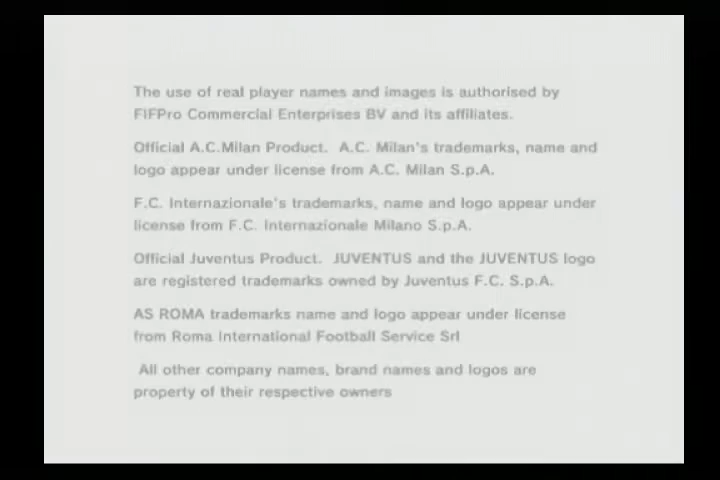 The use of real player names and images is authorised by
FIFPro Commercial Enterprises BV and its affiliates.
Official A.C.Milan Product.  A.C. Milan's trademarks, name and
logo appear under license from A.C. Milan S.p.A.
F.C. Internazionale's trademarks, name and logo appear under
license from F.C. Internazionale Milano S.p.A.
Official Juventus Product.  JUVENTUS and the JUVENTUS logo
are registered trademarks owned by Juventus F.C. S.p.A.
AS ROMA trademarks name and logo appear under license
from Roma International Football Service Srl
All other company names, brand names and logos are
property of their respective owners